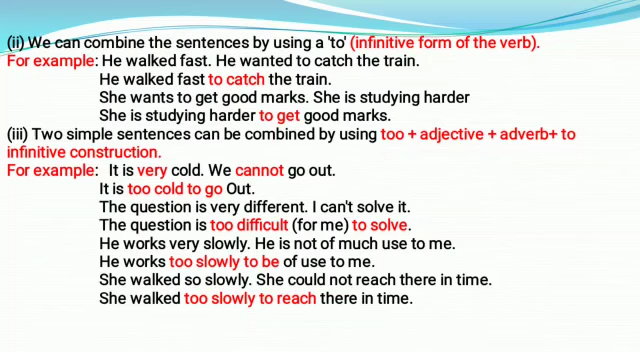 (ii) We can combine the sentences by using a 'to' (infinitive form of the verb).
For example: He walked fast. He wanted to catch the train.
He walked fast to catch the train.
She wants to get good marks. She is studying harder
She is studying harder to get good marks.
(iii) Two simple sentences can be combined by using too + adjective + adverb+ to
infinitive construction.
For example: It is very cold. We cannot go out.
It is too cold to go Out.
The question is very different. I can't solve it.
The question is too difficult (for me) to solve.
He works very slowly. He is not of much use to me.
He works too slowly to be of use to me.
She walked so slowly. She could not reach there in time.
She walked too slowly to reach there in time.